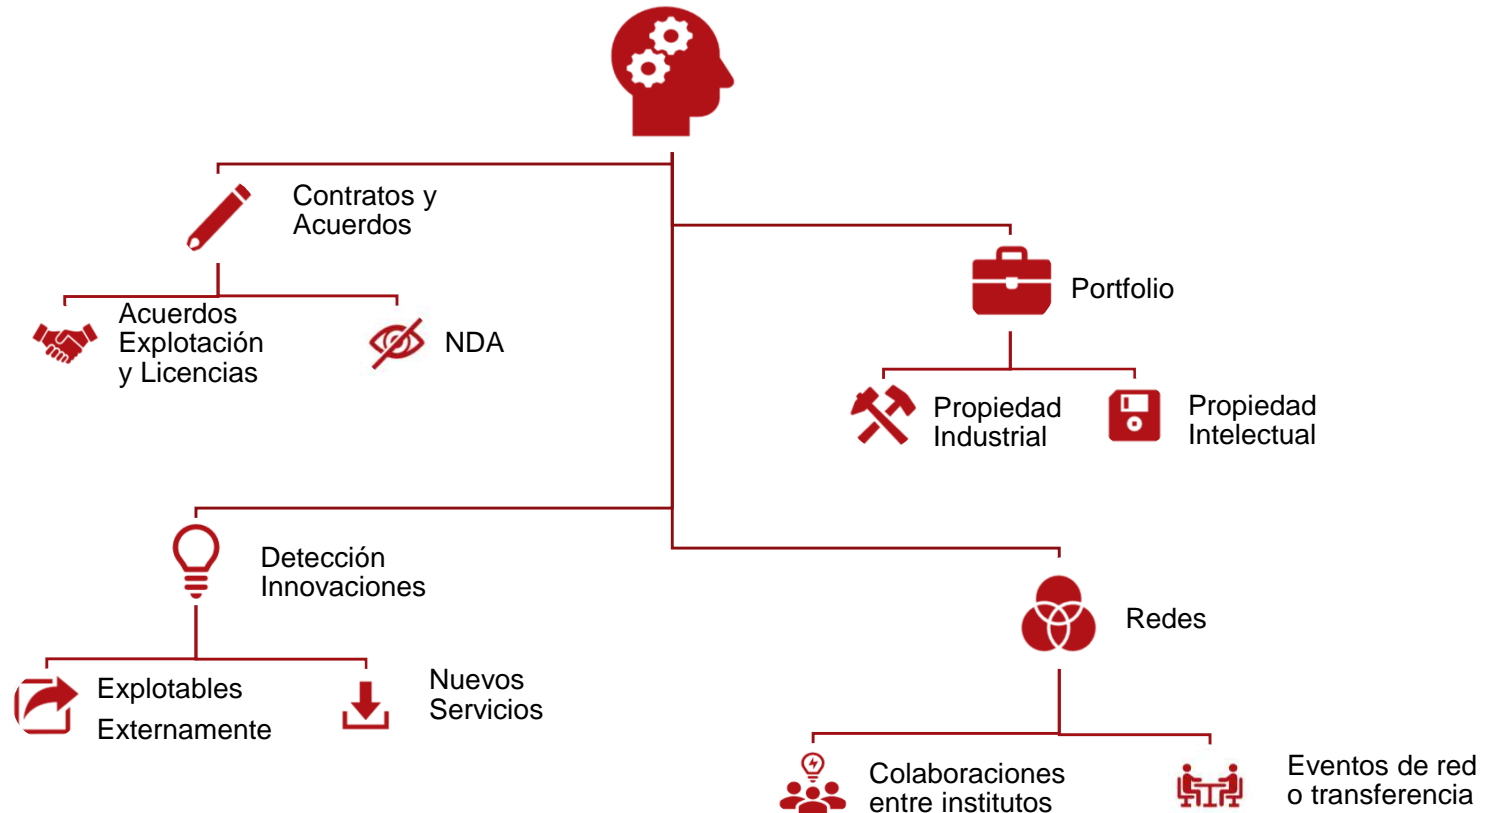 Contratos y
Acuerdos
Acuerdos
Explotación
y Licencias
NDA
Portfolio
Propiedad
Industrial
Propiedad
Intelectual
Detección
Innovaciones
Explotables
Externamente
Nuevos
Servicios
Redes
Colaboraciones
entre institutos
Eventos de red
o transferencia